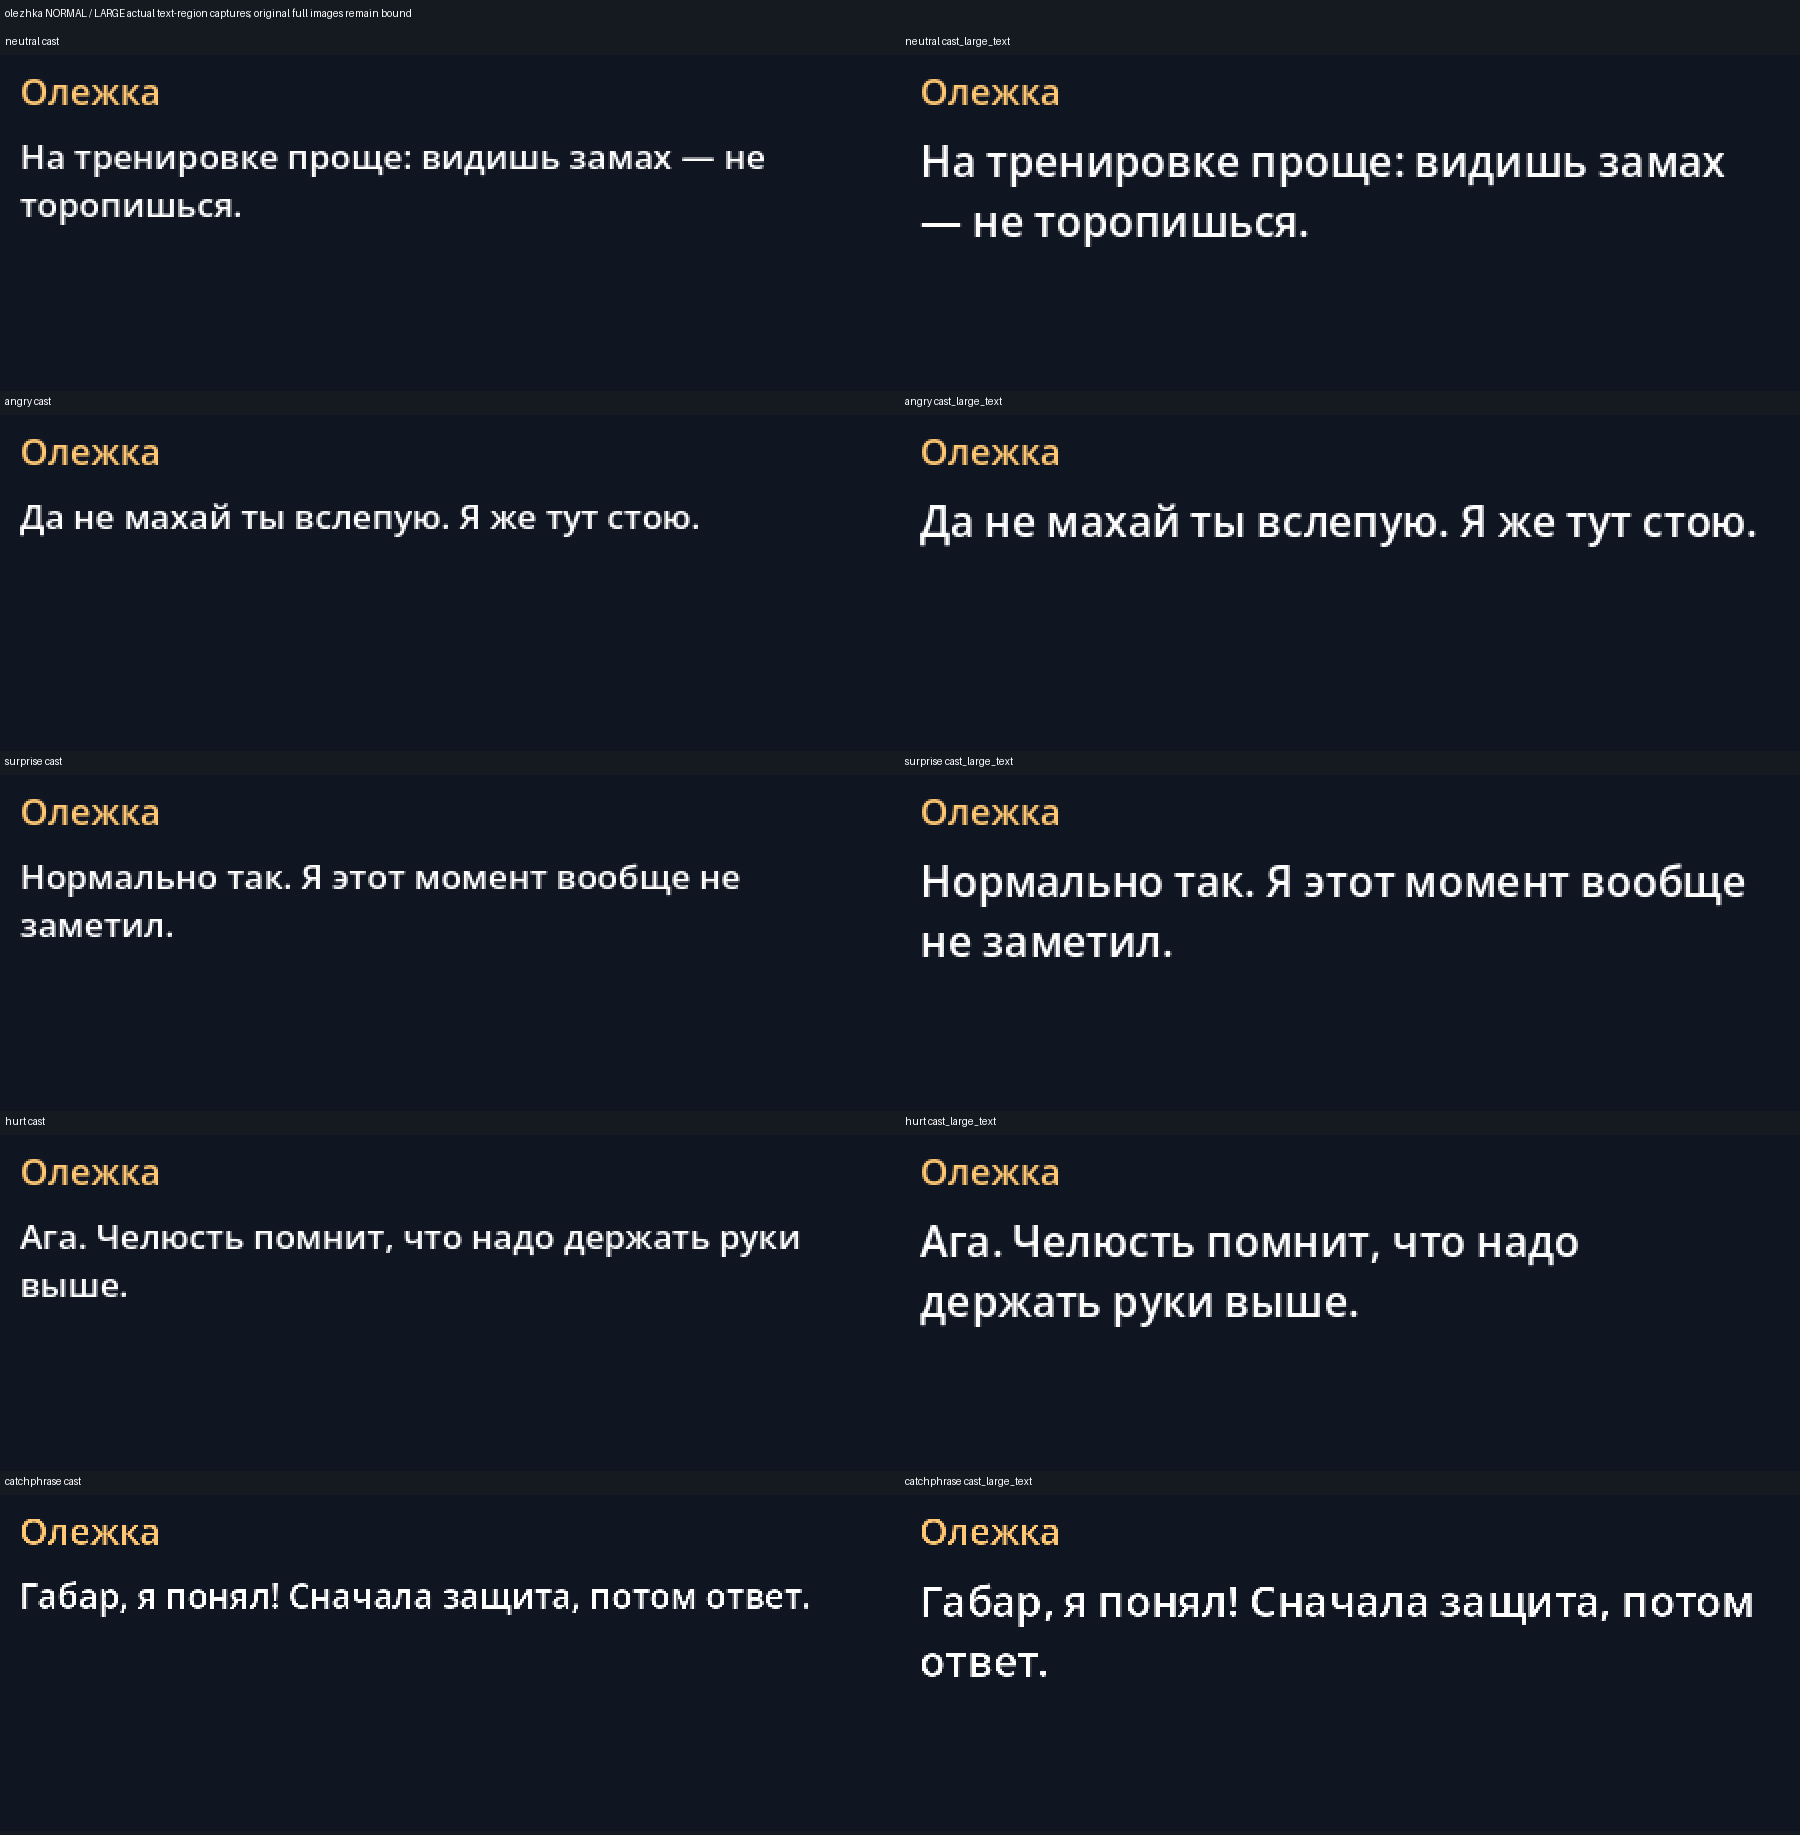 olezhka NORMAL / LARGE actual text-region captures; original full images remain bound
neutral cast
Олежка
На тренировке проще: видишь замах — не
торопишься.
neutral cast_large_text
Олежка
На тренировке проще: видишь замах
— не торопишься.
angry cast
Олежка
Да не махай ты вслепую. Я же тут стою.
angry cast_large_text
Олежка
Да не махай ты вслепую. Я же тут стою.
surprise cast
Олежка
Нормально так. Я этот момент вообще не
заметил.
surprise cast_large_text
Олежка
Нормально так. Я этот момент вообще
не заметил.
hurt cast
Олежка
Ага. Челюсть помнит, что надо держать руки
выше.
hurt cast_large_text
Олежка
Ага. Челюсть помнит, что надо
держать руки выше.
catchphrase cast
Олежка
Габар, я понял! Сначала защита, потом ответ.
catchphrase cast_large_text
Олежка
Габар, я понял! Сначала защита, потом
ответ.